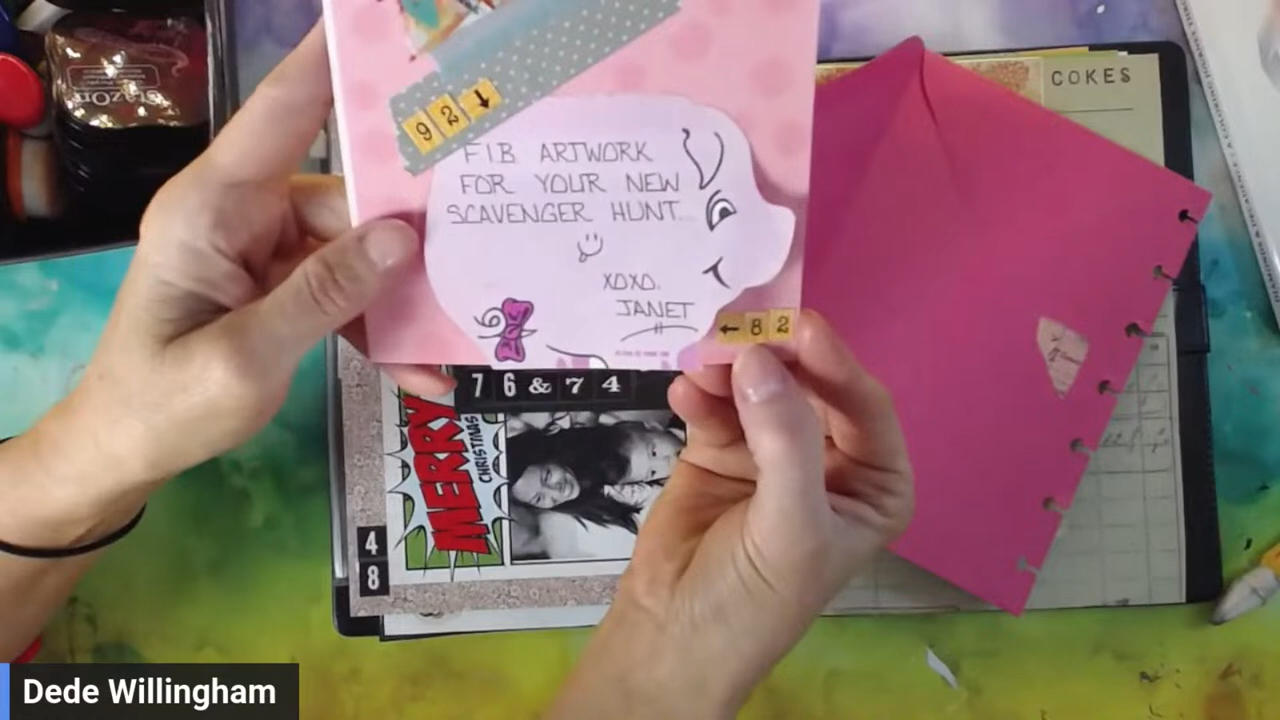 StazOn
COKES
9 2 ↓
F.I.B ARTWORK
FOR YOUR NEW
SCAVENGER HUNT.
XOXO.
JANET
← 8 2
7 6 & 7 4
MERRY
CHRISTMAS
4
8
Dede Willingham